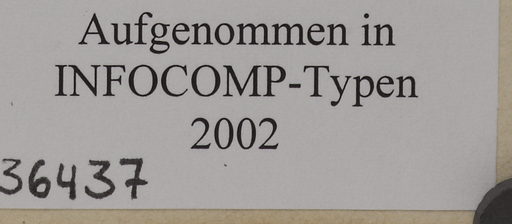 Aufgenommen in
INFOCOMP-Typen
2002
36437